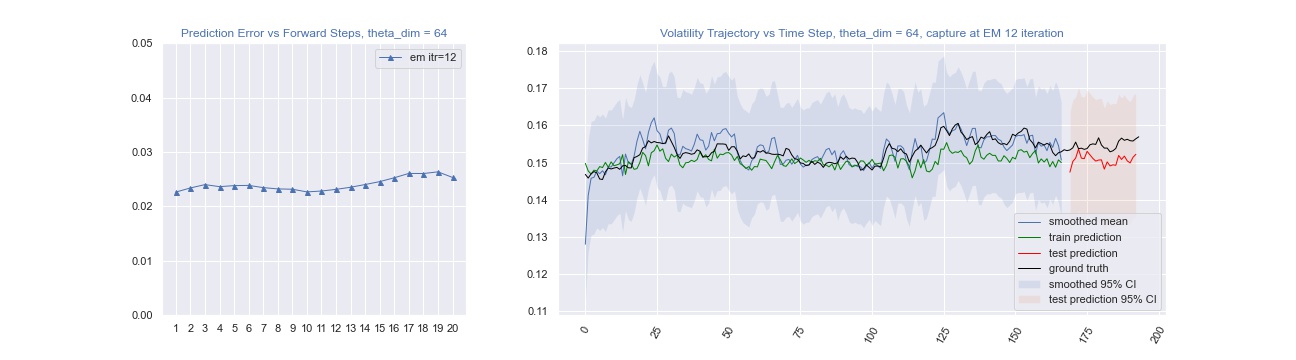 Prediction Error vs Forward Steps, theta_dim = 64
0.05
0.04
0.03
0.02
0.01
0.00
em itr=12
1 2 3 4 5 6 7 8 9 10 11 12 13 14 15 16 17 18 19 20
Volatility Trajectory vs Time Step, theta_dim = 64, capture at EM 12 iteration
0.18
0.17
0.16
0.15
0.14
0.13
0.12
0.11
smoothed mean
train prediction
test prediction
ground truth
smoothed 95% CI
test prediction 95% CI
0 25 50 75 100 125 150 175 200